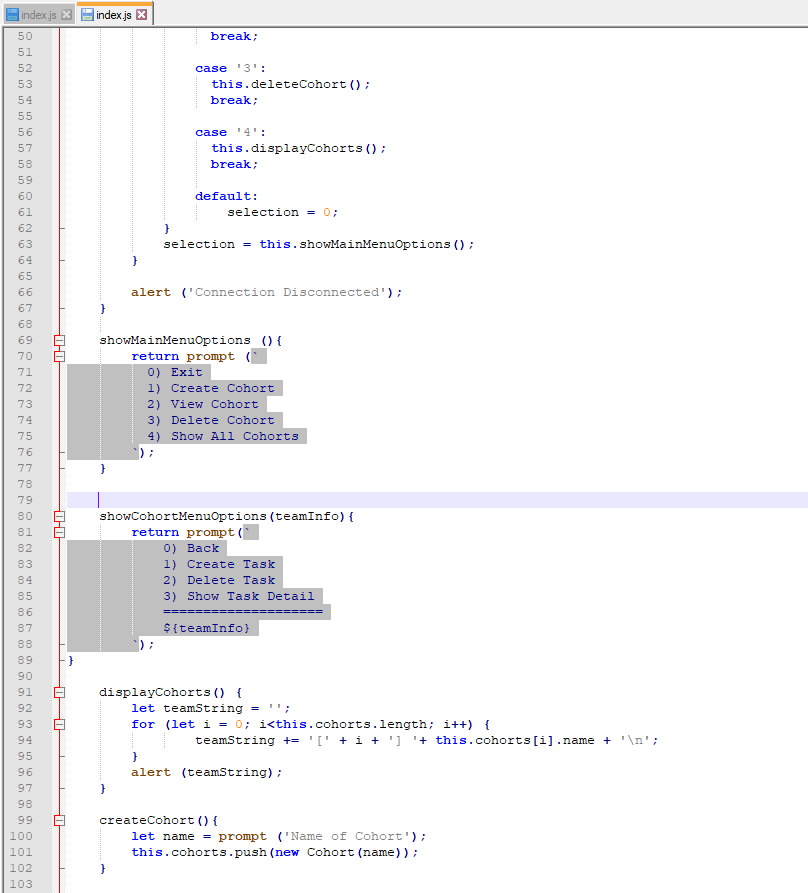 index.js index.js
50 break;
51
52 case '3':
53 this.deleteCohort();
54 break;
55
56 case '4':
57 this.displayCohorts();
58 break;
59
60 default:
61 selection = 0;
62 }
63 selection = this.showMainMenuOptions();
64 }
65
66 alert ('Connection Disconnected');
67 }
68
69 showMainMenuOptions (){
70 return prompt (`
71 0) Exit
72 1) Create Cohort
73 2) View Cohort
74 3) Delete Cohort
75 4) Show All Cohorts
76 `);
77 }
78
79
80 showCohortMenuOptions(teamInfo){
81 return prompt(`
82 0) Back
83 1) Create Task
84 2) Delete Task
85 3) Show Task Detail
86 ====================
87 ${teamInfo}
88 `);
89 }
90
91 displayCohorts() {
92 let teamString = '';
93 for (let i = 0; i<this.cohorts.length; i++) {
94 teamString += '[' + i + '] '+ this.cohorts[i].name + '\n';
95 }
96 alert (teamString);
97 }
98
99 createCohort(){
100 let name = prompt ('Name of Cohort');
101 this.cohorts.push(new Cohort(name));
102 }
103